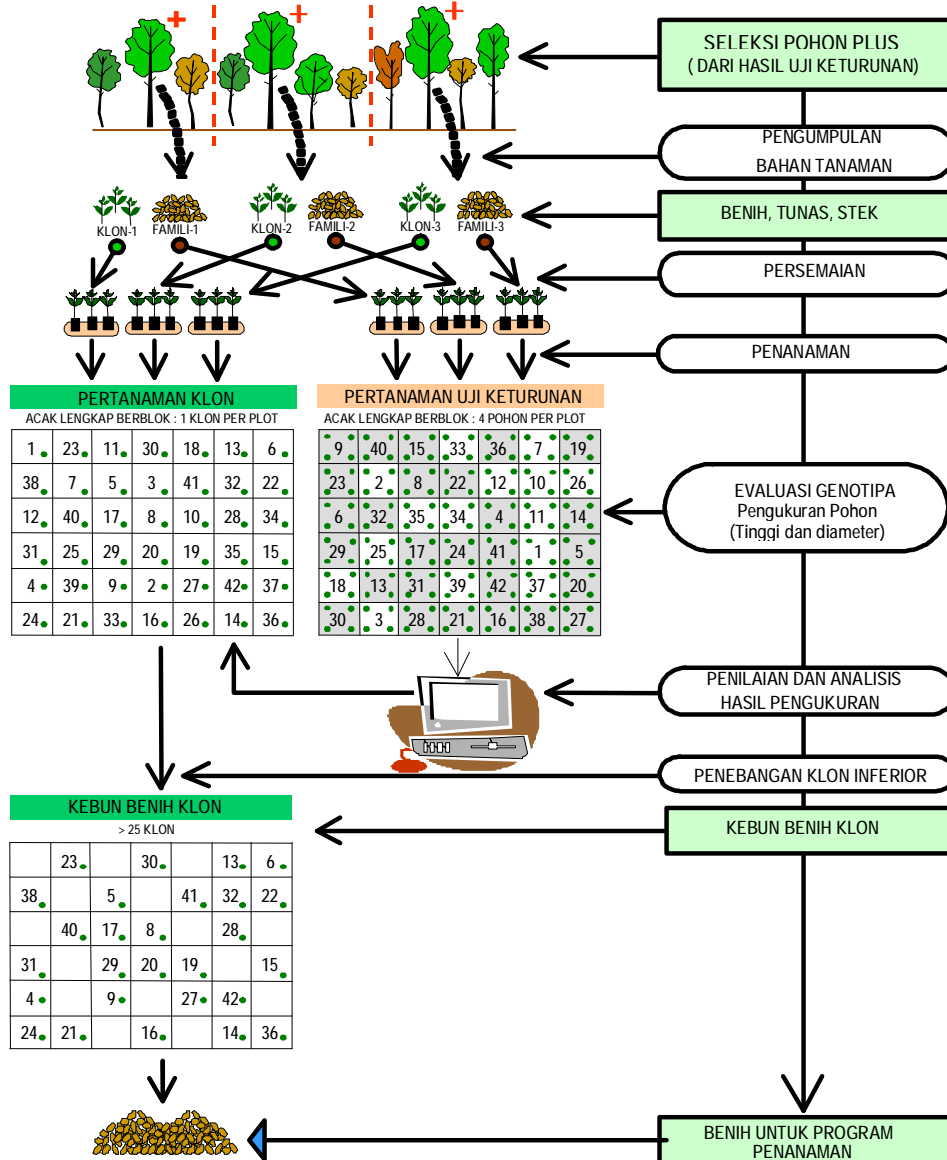 + + +
SELEKSI POHON PLUS
( DARI HASIL UJI KETURUNAN)
PENGUMPULAN
BAHAN TANAMAN
BENIH, TUNAS, STEK
KLON-1 FAMILI-1 KLON-2 FAMILI-2 KLON-3 FAMILI-3
PERSEMAIAN
PENANAMAN
PERTANAMAN KLON
ACAK LENGKAP BERBLOK : 1 KLON PER PLOT
1 23 11 30 18 13 6
38 7 5 3 41 32 22
12 40 17 8 10 28 34
31 25 29 20 19 35 15
4 39 9 2 27 42 37
24 21 33 16 26 14 36
PERTANAMAN UJI KETURUNAN
ACAK LENGKAP BERBLOK : 4 POHON PER PLOT
9 40 15 33 36 7 19
23 2 8 22 12 10 26
6 32 35 34 4 11 14
29 25 17 24 41 1 5
18 13 31 39 42 37 20
30 3 28 21 16 38 27
EVALUASI GENOTIPA
Pengukuran Pohon
(Tinggi dan diameter)
PENILAIAN DAN ANALISIS
HASIL PENGUKURAN
PENEBANGAN KLON INFERIOR
KEBUN BENIH KLON
KEBUN BENIH KLON
> 25 KLON
23 30 13 6
38 5 41 32 22
40 17 8 28
31 29 20 19 15
4 9 27 42
24 21 16 14 36
BENIH UNTUK PROGRAM
PENANAMAN